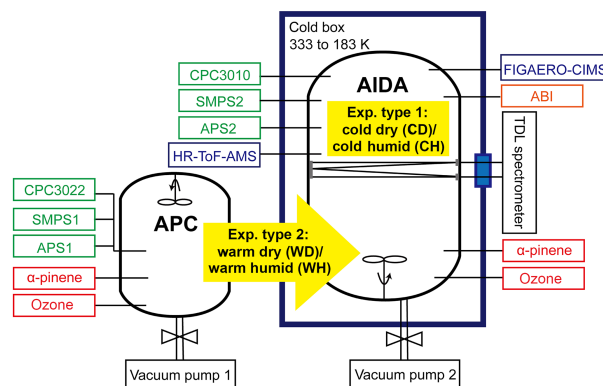 Cold box
333 to 183 K
CPC3010
SMPS2
APS2
HR-ToF-AMS
AIDA
Exp. type 1:
cold dry (CD)/
cold humid (CH)
FIGAERO-CIMS
ABI
TDL spectrometer
CPC3022
SMPS1
APS1
α-pinene
Ozone
APC
Exp. type 2:
warm dry (WD)/
warm humid (WH)
α-pinene
Ozone
Vacuum pump 1
Vacuum pump 2